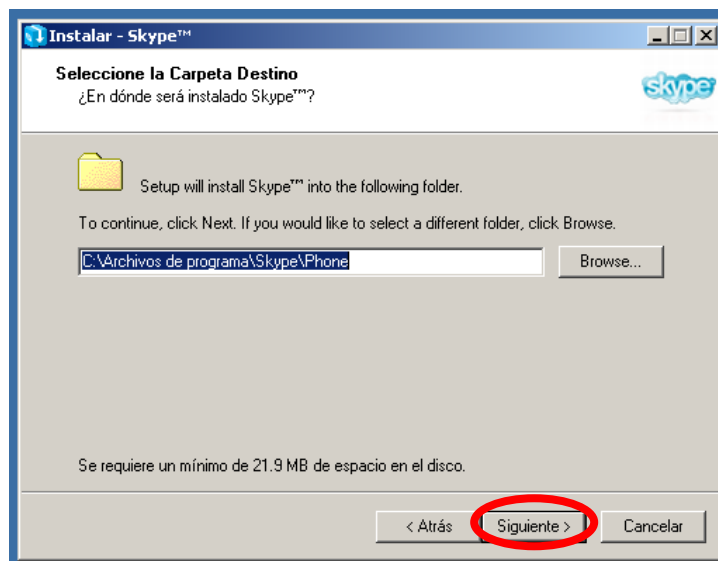 Instalar - Skype™
Seleccione la Carpeta Destino
¿En dónde será instalado Skype™?
skype
Setup will install Skype™ into the following folder.
To continue, click Next. If you would like to select a different folder, click Browse.
C:\Archivos de programa\Skype\Phone
Browse...
Se requiere un mínimo de 21.9 MB de espacio en el disco.
< Atrás
Siguiente >
Cancelar